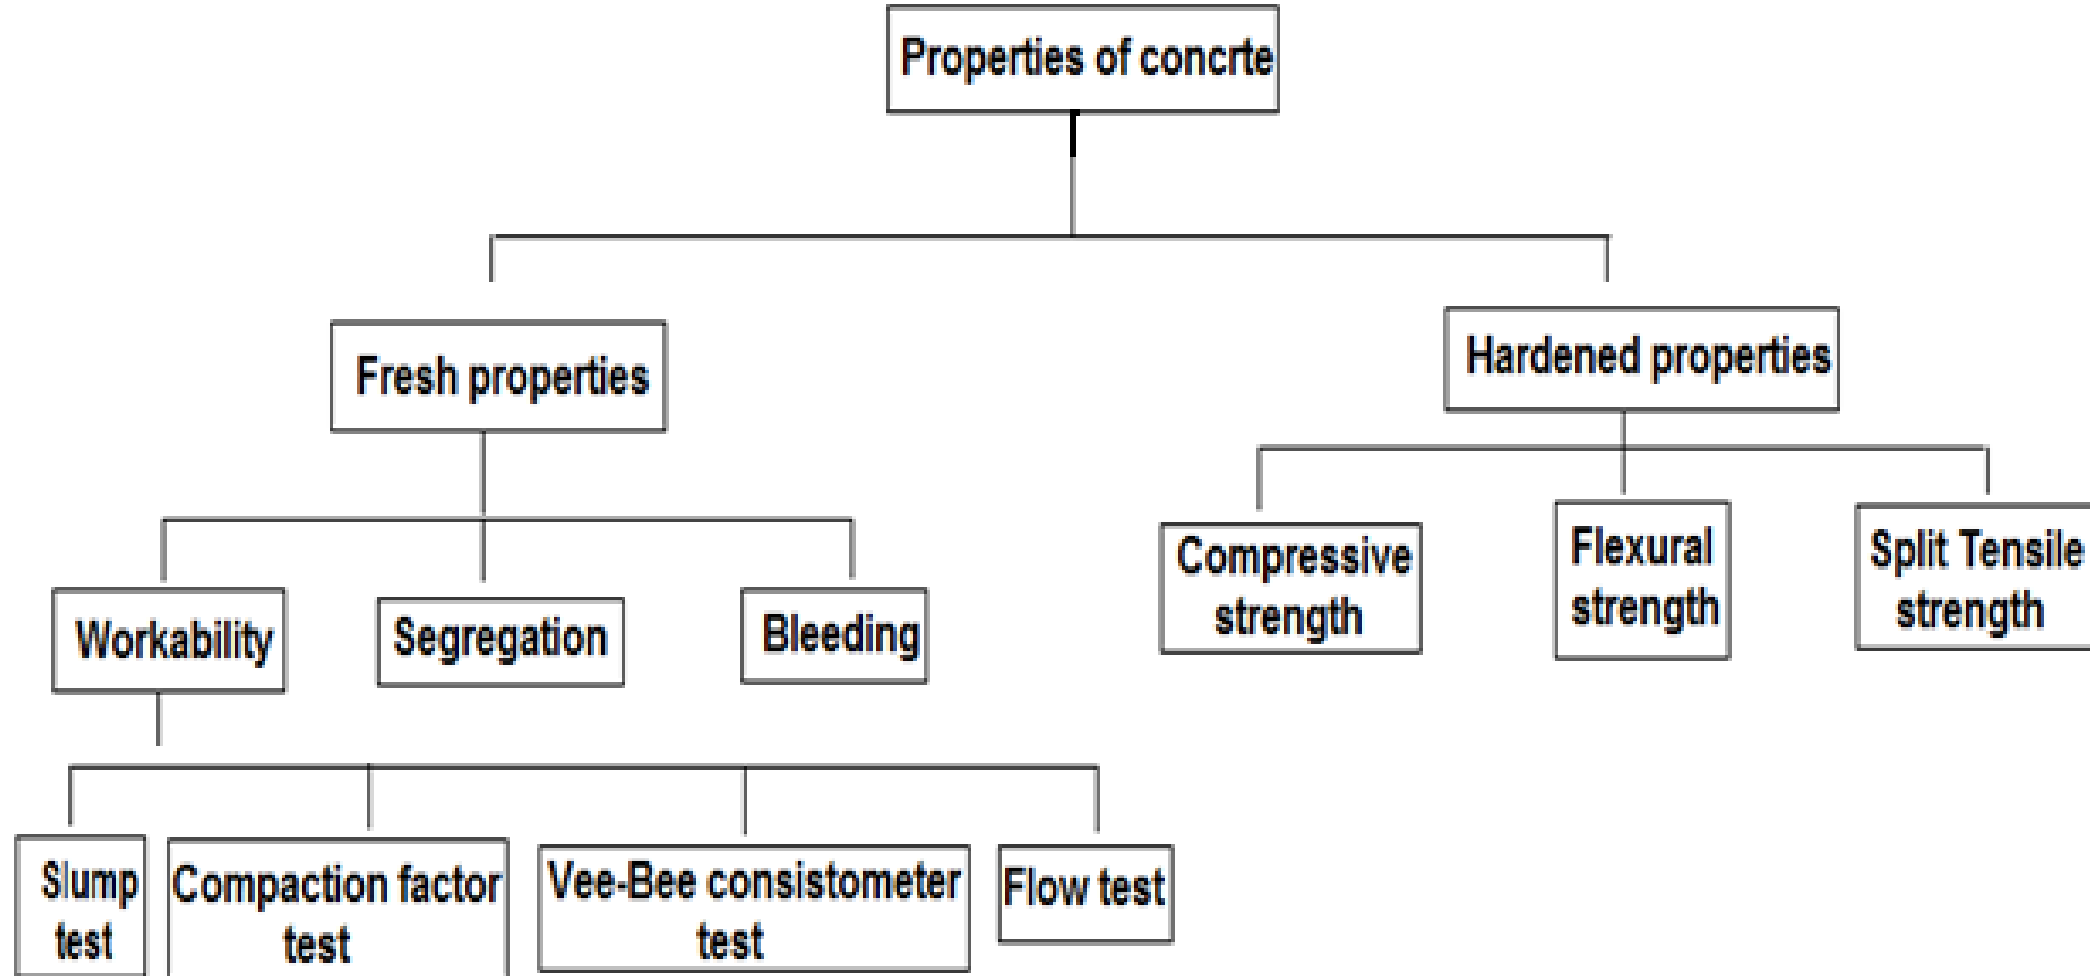 Properties of concrte
Fresh properties
Hardened properties
Workability
Segregation
Bleeding
Compressive
strength
Flexural
strength
Split Tensile
strength
Slump
test
Compaction factor
test
Vee-Bee consistometer
test
Flow test